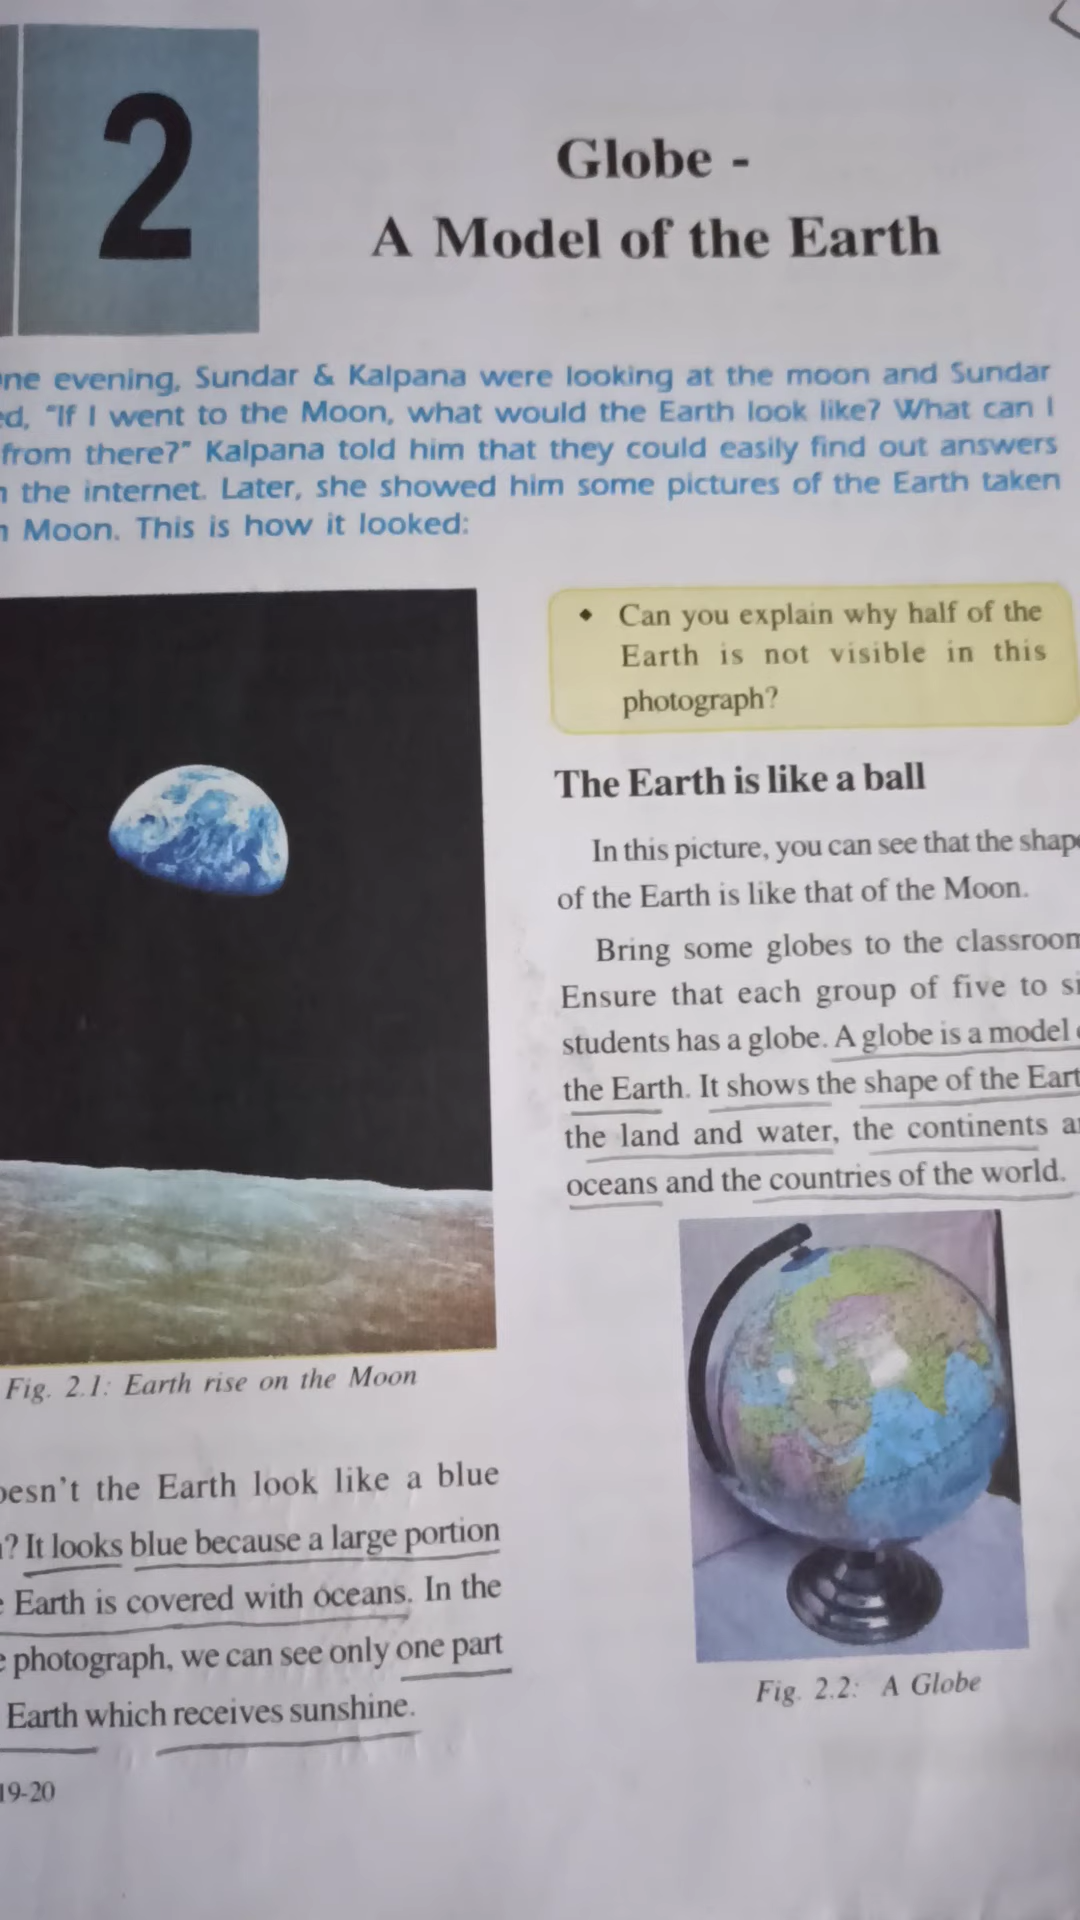 2
Globe -
A Model of the Earth
ne evening, Sundar & Kalpana were looking at the moon and Sundar
ed, "If I went to the Moon, what would the Earth look like? What can I
from there?" Kalpana told him that they could easily find out answers
the internet. Later, she showed him some pictures of the Earth taken
Moon. This is how it looked:
Fig. 2.1: Earth rise on the Moon
oesn't the Earth look like a blue
? It looks blue because a large portion
Earth is covered with oceans. In the
photograph, we can see only one part
Earth which receives sunshine.
19-20
• Can you explain why half of the
Earth is not visible in this
photograph?
The Earth is like a ball
In this picture, you can see that the shap
of the Earth is like that of the Moon.
Bring some globes to the classroom
Ensure that each group of five to si
students has a globe. A globe is a model
the Earth. It shows the shape of the Eart
the land and water, the continents a
oceans and the countries of the world.
Fig. 2.2: A Globe